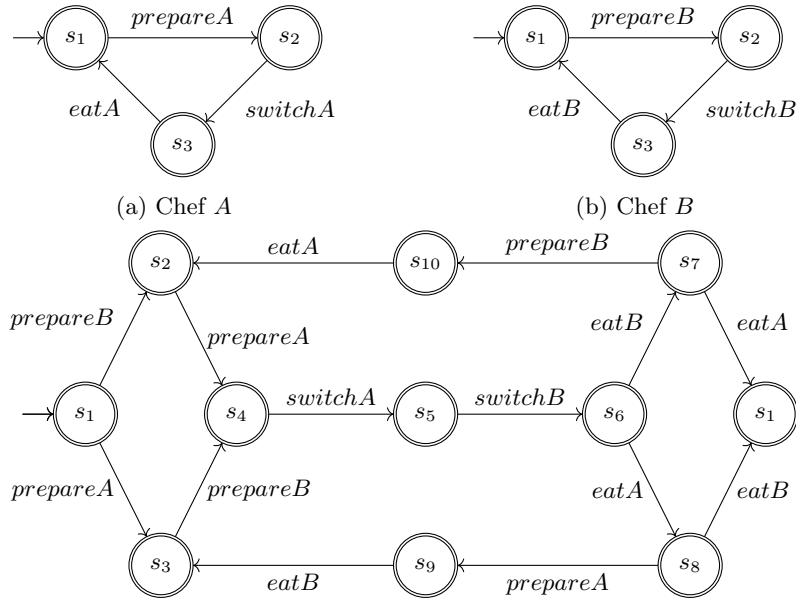 prepareA prepareB
s1 s2 s1 s2
eatA switchA eatB switchB
s3 s3
(a) Chef A (b) Chef B
s2 eatA s10 prepareB s7
prepareB prepareA eatB eatA
s1 s4 switchA s5 switchB s6 s1
prepareA prepareB eatA eatB
s3 eatB s9 prepareA s8